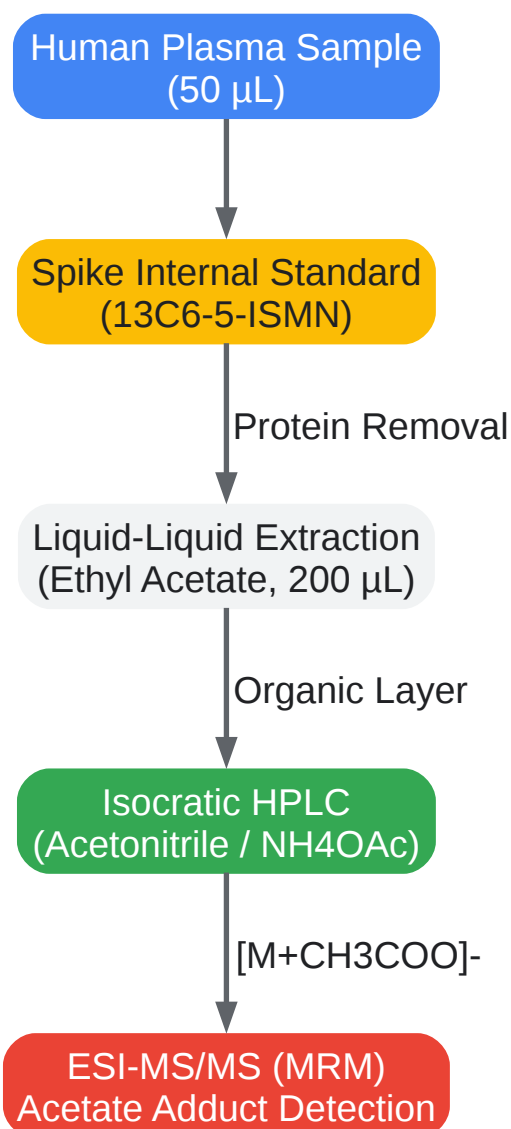 Human Plasma Sample
(50 µL)
Spike Internal Standard
(13C6-5-ISMN)
Protein Removal
Liquid-Liquid Extraction
(Ethyl Acetate, 200 µL)
Organic Layer
Isocratic HPLC
(Acetonitrile / NH4OAc)
[M+CH3COO]-
ESI-MS/MS (MRM)
Acetate Adduct Detection